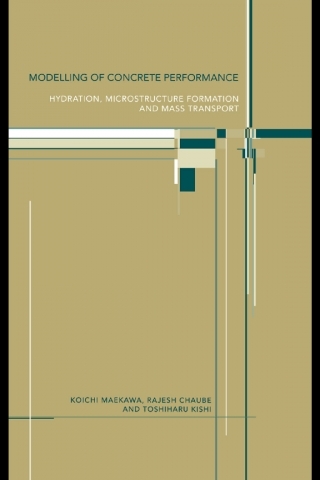 MODELLING OF CONCRETE PERFORMANCE
HYDRATION, MICROSTRUCTURE FORMATION
AND MASS TRANSPORT
KOICHI MAEKAWA, RAJESH CHAUBE
AND TOSHIHARU KISHI